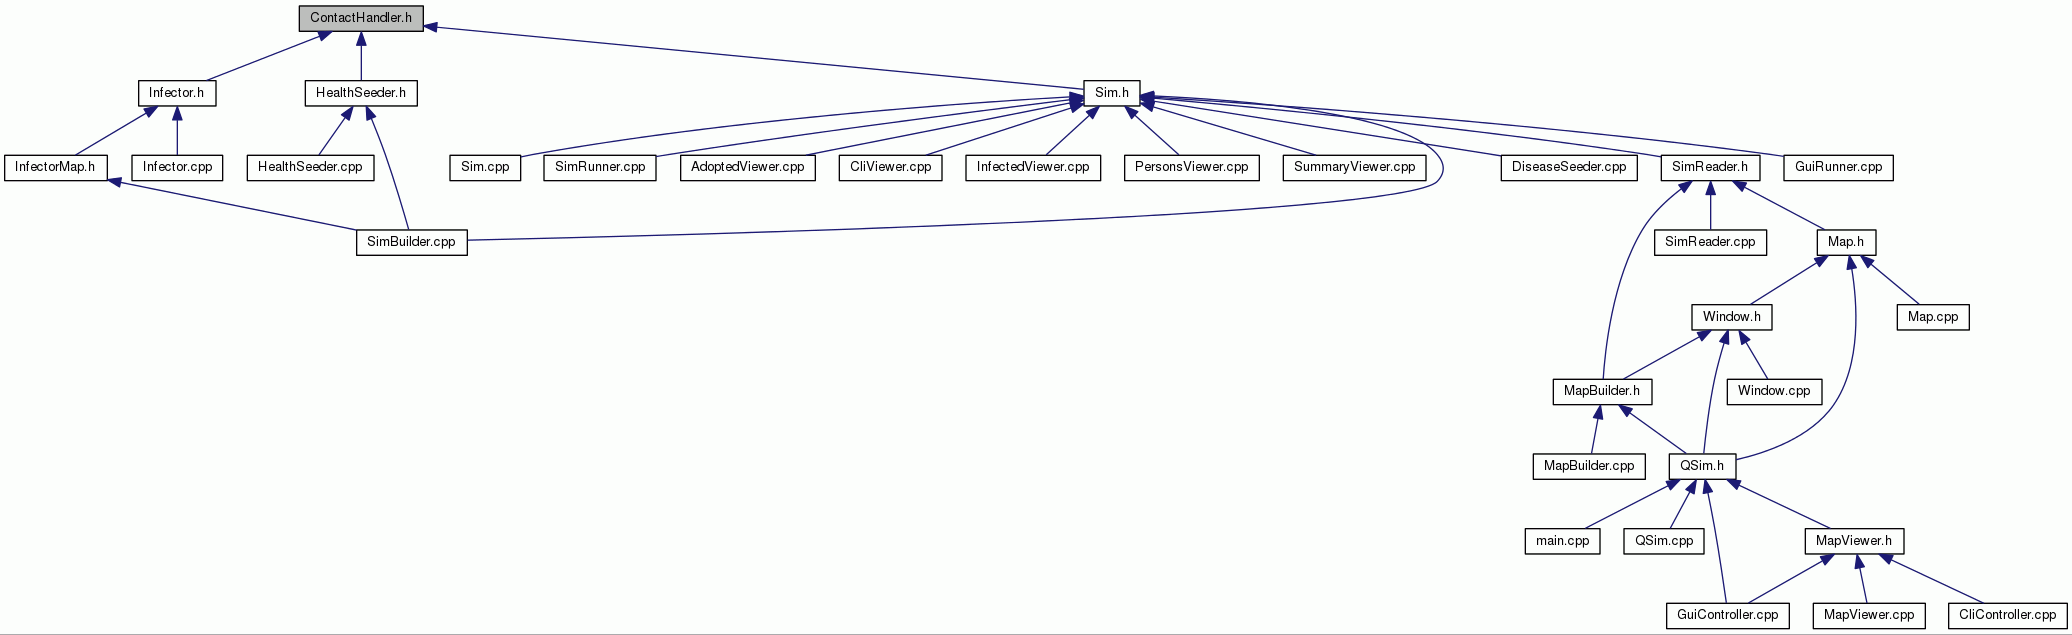 ContactHandler.h
Infector.h
HealthSeeder.h
Sim.h
InfectorMap.h
Infector.cpp
HealthSeeder.cpp
Sim.cpp
SimRunner.cpp
AdoptedViewer.cpp
CliViewer.cpp
InfectedViewer.cpp
PersonsViewer.cpp
SummaryViewer.cpp
DiseaseSeeder.cpp
SimReader.h
GuiRunner.cpp
SimBuilder.cpp
SimReader.cpp
Map.h
Window.h
Map.cpp
MapBuilder.h
Window.cpp
MapBuilder.cpp
QSim.h
main.cpp
QSim.cpp
MapViewer.h
GuiController.cpp
MapViewer.cpp
CliController.cpp